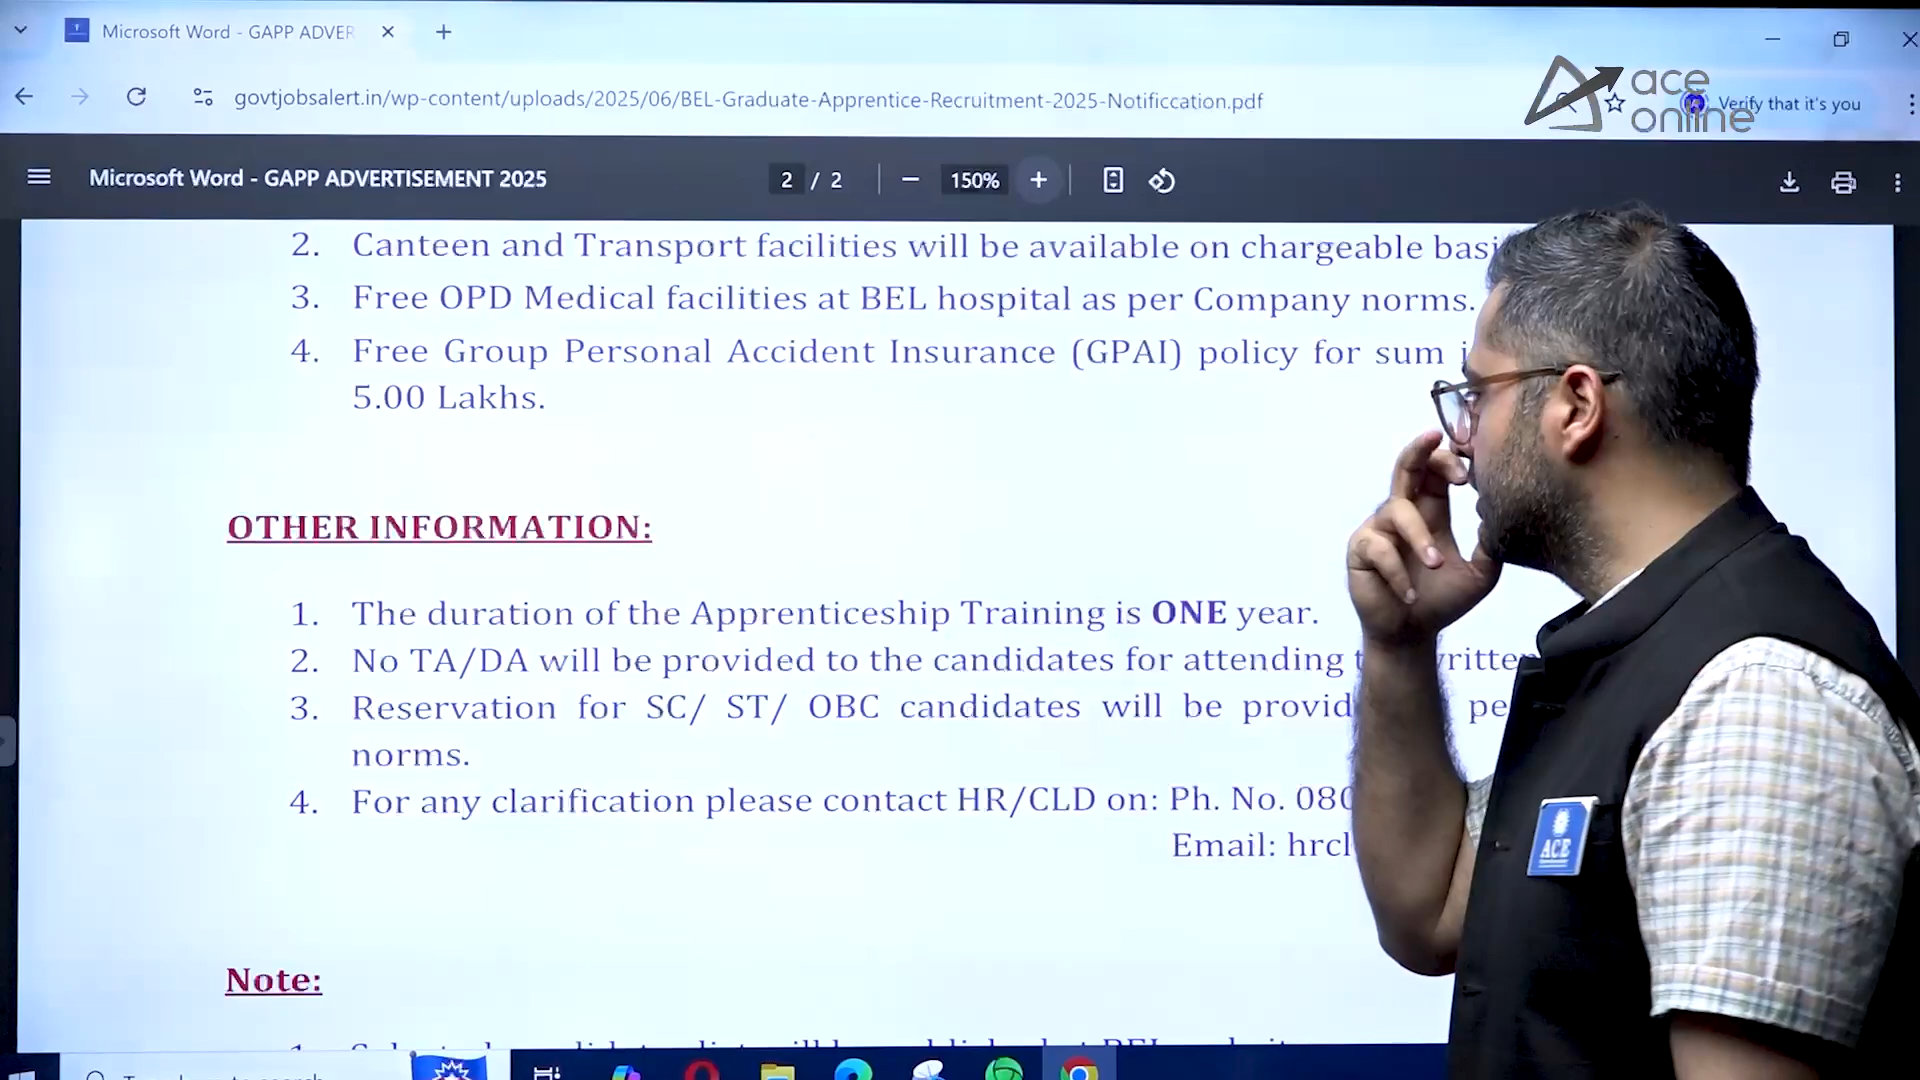 Microsoft Word - GAPP ADVER
govtjobsalert.in/wp-content/uploads/2025/06/BEL-Graduate-Apprentice-Recruitment-2025-Notificcation.pdf
Verify that it's you
ace
online
Microsoft Word - GAPP ADVERTISEMENT 2025
2 / 2
150%
2. Canteen and Transport facilities will be available on chargeable basi
3. Free OPD Medical facilities at BEL hospital as per Company norms.
4. Free Group Personal Accident Insurance (GPAI) policy for sum
5.00 Lakhs.
OTHER INFORMATION:
1. The duration of the Apprenticeship Training is ONE year.
2. No TA/DA will be provided to the candidates for attending
3. Reservation for SC/ ST/ OBC candidates will be provid
norms.
4. For any clarification please contact HR/CLD on: Ph. No. 080
Email: hrcl
ACE
Note: